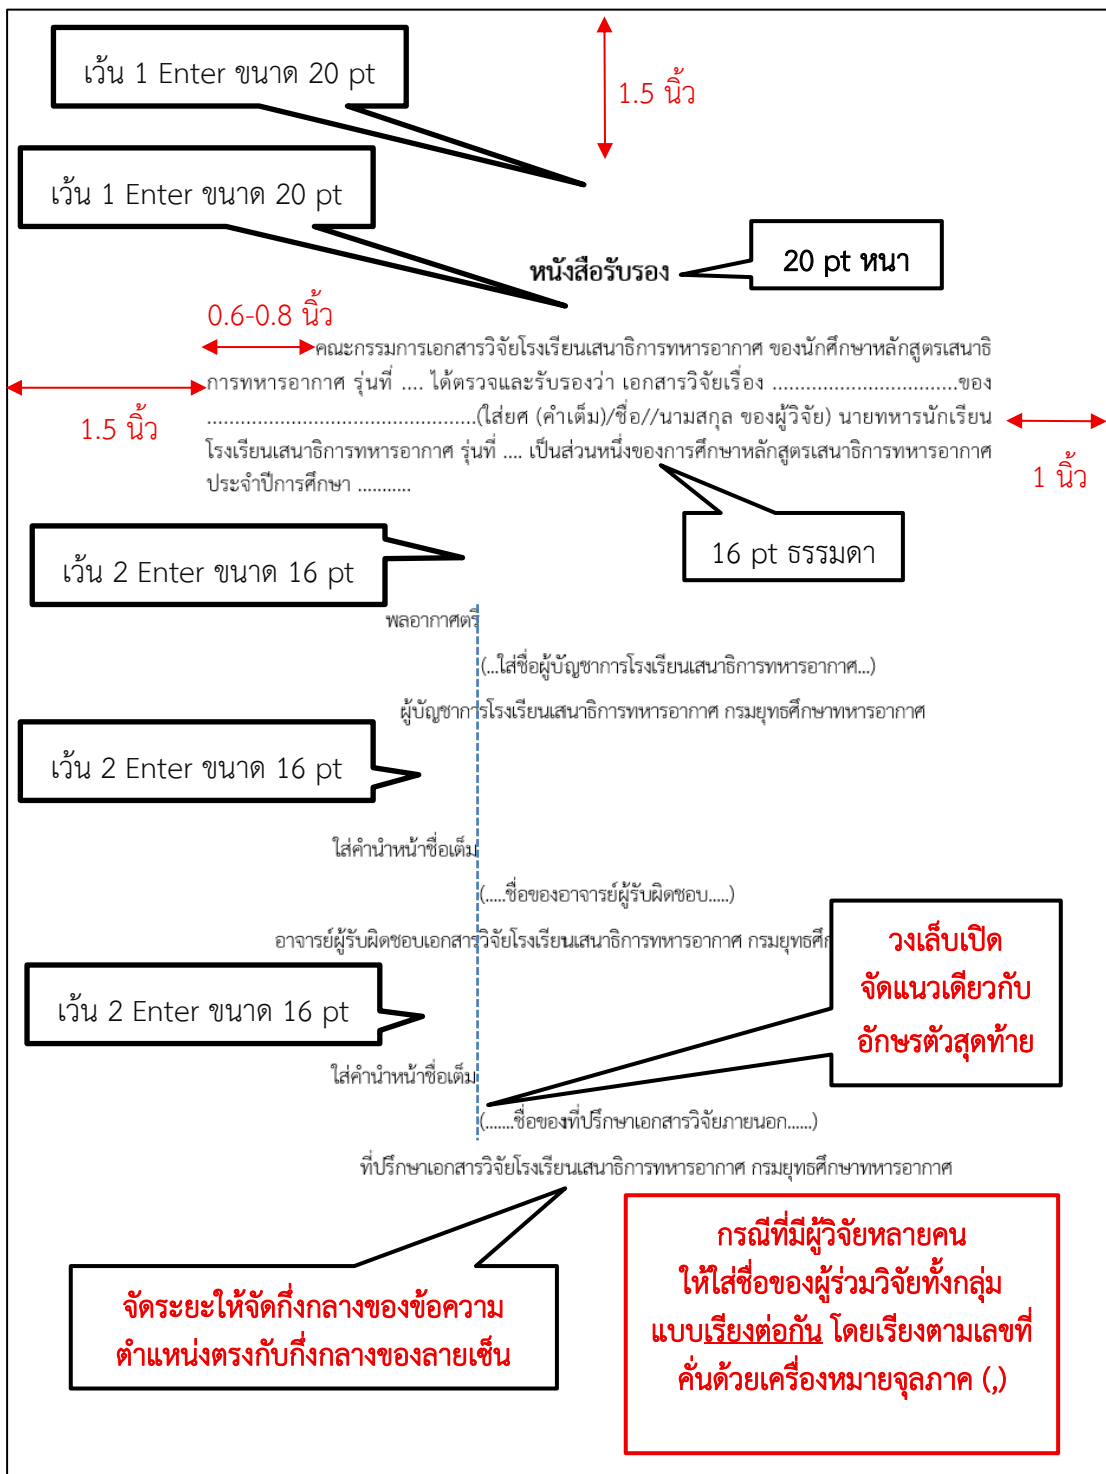 เว้น 1 Enter ขนาด 20 pt
1.5 นิ้ว
เว้น 1 Enter ขนาด 20 pt
หนังสือรับรอง
20 pt หนา
0.6-0.8 นิ้ว
คณะกรรมการเอกสารวิจัยโรงเรียนเสนาธิการทหารอากาศ ของนักศึกษาหลักสูตรเสนาธิ
การทหารอากาศ รุ่นที่ .... ได้ตรวจและรับรองว่า เอกสารวิจัยเรื่อง .................................ของ
................................................(ใส่ยศ (คำเต็ม)/ชื่อ//นามสกุล ของผู้วิจัย) นายทหารนักเรียน
โรงเรียนเสนาธิการทหารอากาศ รุ่นที่ .... เป็นส่วนหนึ่งของการศึกษาหลักสูตรเสนาธิการทหารอากาศ
ประจำปีการศึกษา ...........
1.5 นิ้ว
1 นิ้ว
16 pt ธรรมดา
เว้น 2 Enter ขนาด 16 pt
พลอากาศตรี
(...ใส่ชื่อผู้บัญชาการโรงเรียนเสนาธิการทหารอากาศ...)
ผู้บัญชาการโรงเรียนเสนาธิการทหารอากาศ กรมยุทธศึกษาทหารอากาศ
เว้น 2 Enter ขนาด 16 pt
ใส่คำนำหน้าชื่อเต็ม
(.....ชื่อของอาจารย์ผู้รับผิดชอบ.....)
อาจารย์ผู้รับผิดชอบเอกสารวิจัยโรงเรียนเสนาธิการทหารอากาศ กรมยุทธศึก
วงเล็บเปิด
จัดแนวเดียวกับ
อักษรตัวสุดท้าย
เว้น 2 Enter ขนาด 16 pt
ใส่คำนำหน้าชื่อเต็ม
(.......ชื่อของที่ปรึกษาเอกสารวิจัยภายนอก......)
ที่ปรึกษาเอกสารวิจัยโรงเรียนเสนาธิการทหารอากาศ กรมยุทธศึกษาทหารอากาศ
จัดระยะให้จัดกึ่งกลางของข้อความ
ตำแหน่งตรงกับกึ่งกลางของลายเซ็น
กรณีที่มีผู้วิจัยหลายคน
ให้ใส่ชื่อของผู้ร่วมวิจัยทั้งกลุ่ม
แบบเรียงต่อกัน โดยเรียงตามเลขที่
คั่นด้วยเครื่องหมายจุลภาค (,)